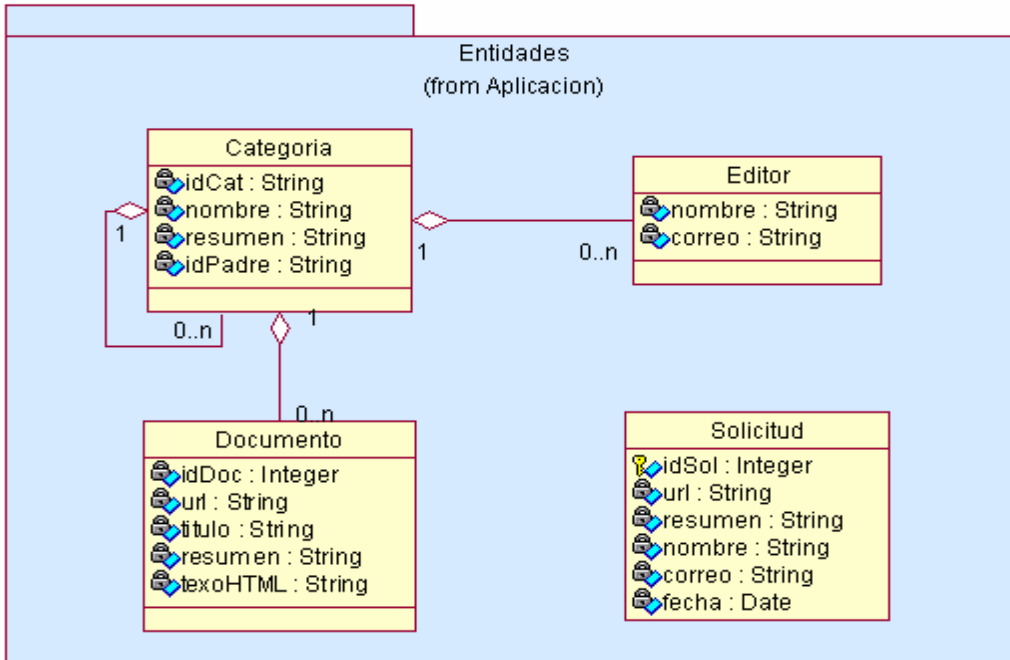 Entidades
(from Aplicacion)
Categoria
idCat : String
nombre : String
resumen : String
idPadre : String
1
0..n
1
0..n
1
0..n
Editor
nombre : String
correo : String
Documento
idDoc : Integer
url : String
titulo : String
resumen : String
texoHTML : String
Solicitud
idSol : Integer
url : String
resumen : String
nombre : String
correo : String
fecha : Date